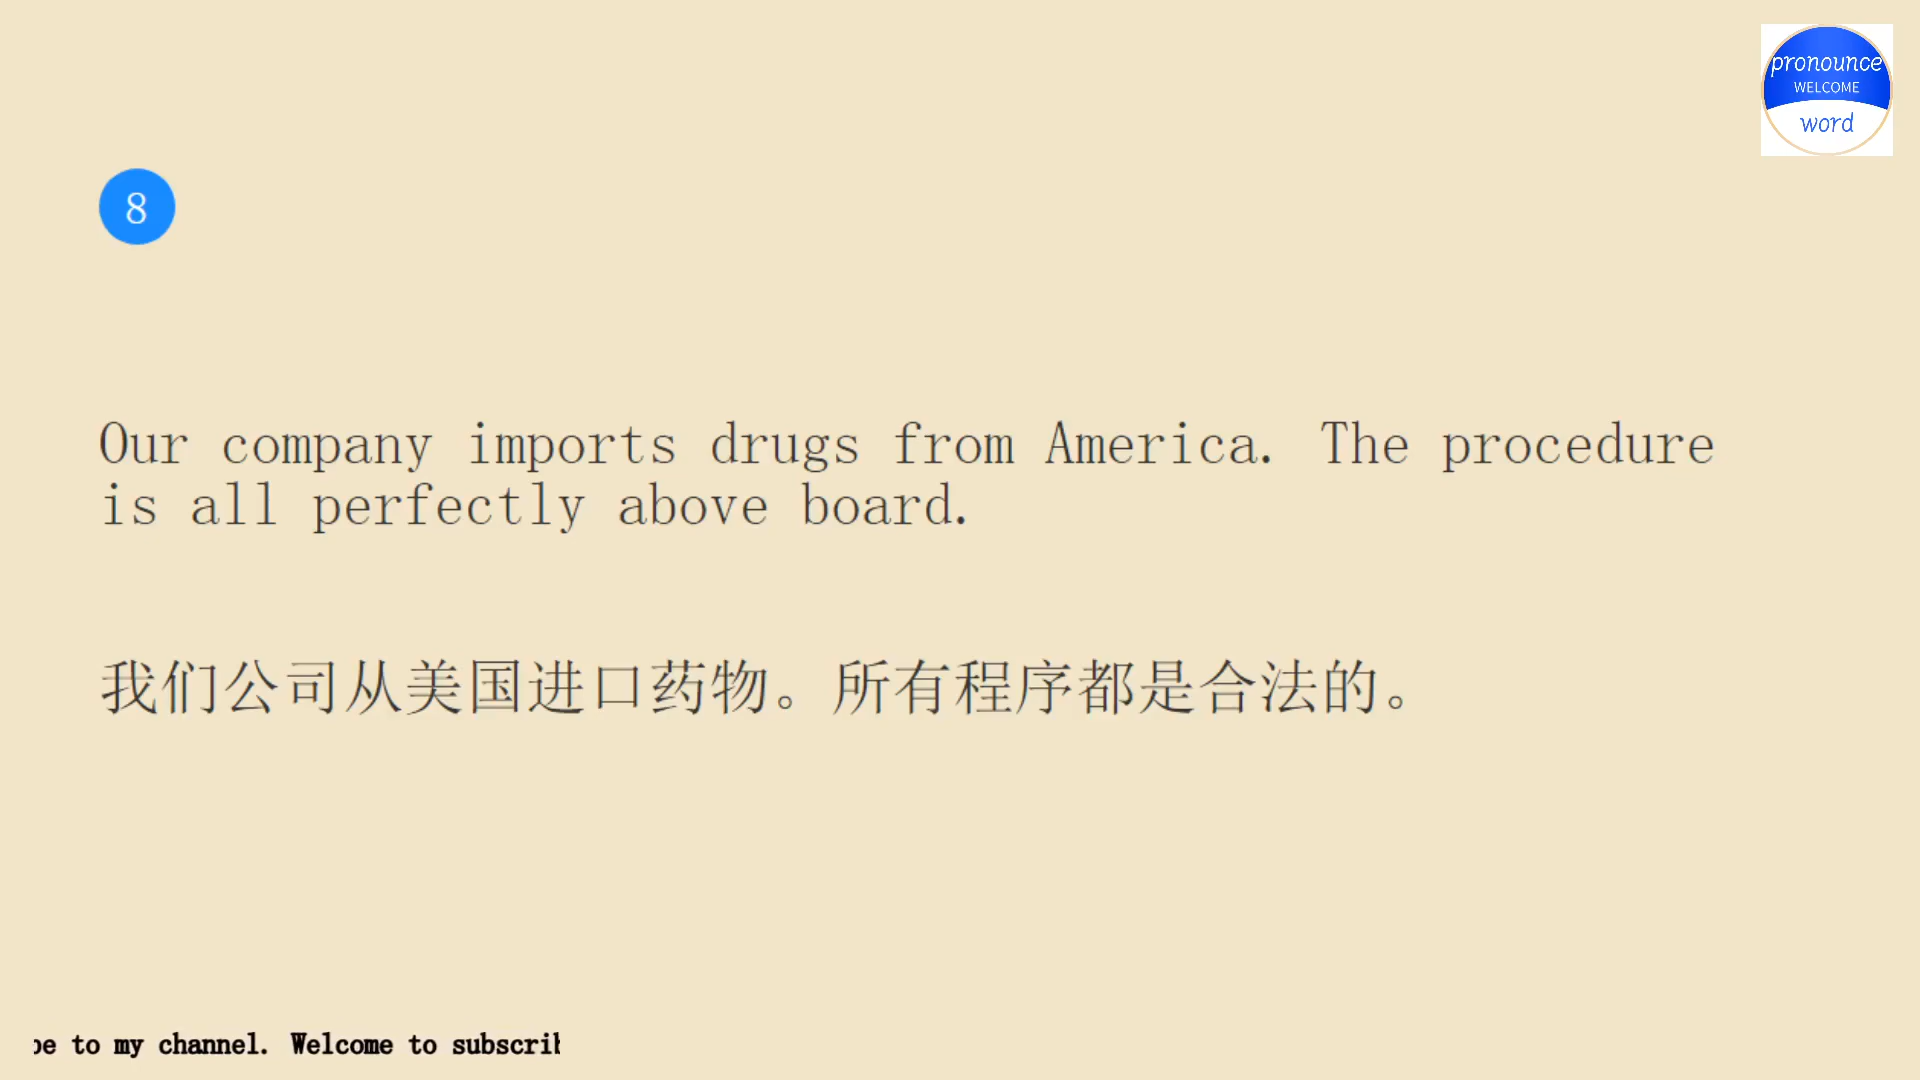 pronounce
WELCOME
word
8
Our company imports drugs from America. The procedure
is all perfectly above board.
我们公司从美国进口药物。所有程序都是合法的。
be to my channel. Welcome to subscrib